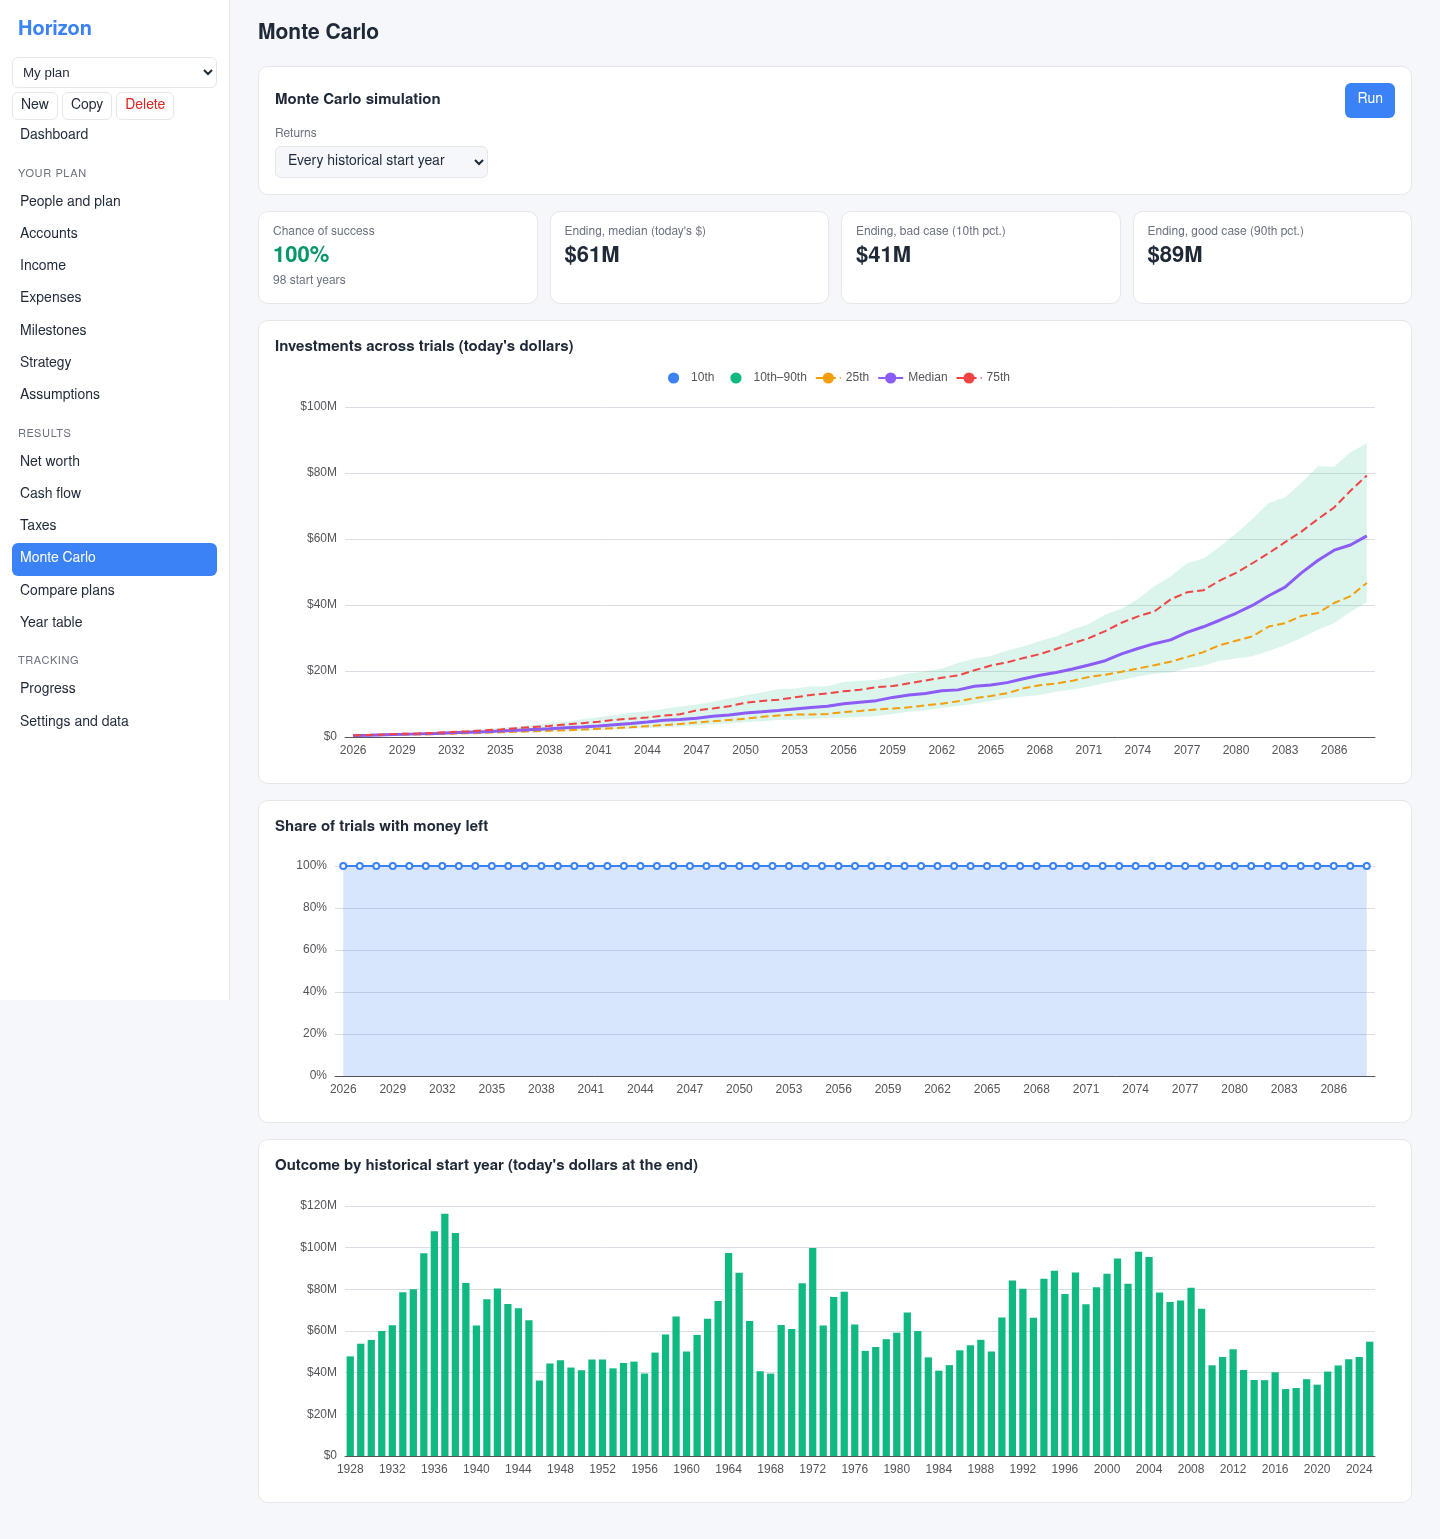 Horizon
My plan
New Copy Delete
Dashboard
YOUR PLAN
People and plan
Accounts
Income
Expenses
Milestones
Strategy
Assumptions
RESULTS
Net worth
Cash flow
Taxes
Monte Carlo
Compare plans
Year table
TRACKING
Progress
Settings and data
Monte Carlo
Monte Carlo simulation
Run
Returns
Every historical start year
Chance of success
100%
98 start years
Ending, median (today's $)
$61M
Ending, bad case (10th pct.)
$41M
Ending, good case (90th pct.)
$89M
Investments across trials (today's dollars)
10th 10th–90th 25th Median 75th
$100M
$80M
$60M
$40M
$20M
$0
2026 2029 2032 2035 2038 2041 2044 2047 2050 2053 2056 2059 2062 2065 2068 2071 2074 2077 2080 2083 2086
Share of trials with money left
100%
80%
60%
40%
20%
0%
2026 2029 2032 2035 2038 2041 2044 2047 2050 2053 2056 2059 2062 2065 2068 2071 2074 2077 2080 2083 2086
Outcome by historical start year (today's dollars at the end)
$120M
$100M
$80M
$60M
$40M
$20M
$0
1928 1932 1936 1940 1944 1948 1952 1956 1960 1964 1968 1972 1976 1980 1984 1988 1992 1996 2000 2004 2008 2012 2016 2020 2024